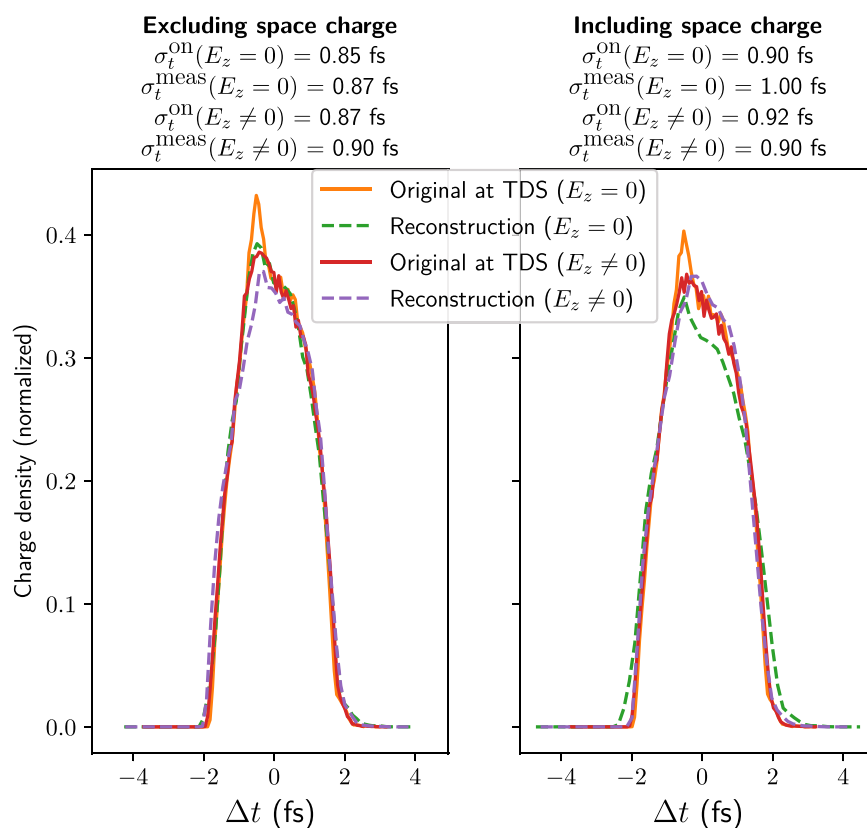 Excluding space charge
σ_t^on(E_z = 0) = 0.85 fs
σ_t^meas(E_z = 0) = 0.87 fs
σ_t^on(E_z ≠ 0) = 0.87 fs
σ_t^meas(E_z ≠ 0) = 0.90 fs
Including space charge
σ_t^on(E_z = 0) = 0.90 fs
σ_t^meas(E_z = 0) = 1.00 fs
σ_t^on(E_z ≠ 0) = 0.92 fs
σ_t^meas(E_z ≠ 0) = 0.90 fs
Original at TDS (E_z = 0)
Reconstruction (E_z = 0)
Original at TDS (E_z ≠ 0)
Reconstruction (E_z ≠ 0)
Charge density (normalized)
0.4
0.3
0.2
0.1
0.0
−4 −2 0 2 4
Δt (fs)
−4 −2 0 2 4
Δt (fs)